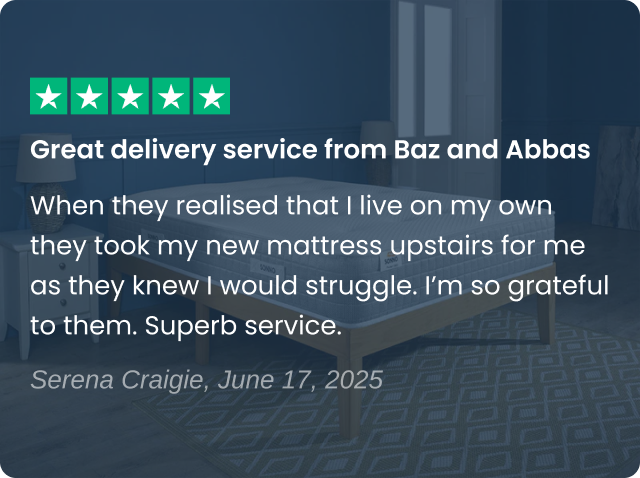 Great delivery service from Baz and Abbas
When they realised that I live on my own
they took my new mattress upstairs for me
as they knew I would struggle. I’m so grateful
to them. Superb service.
Serena Craigie, June 17, 2025